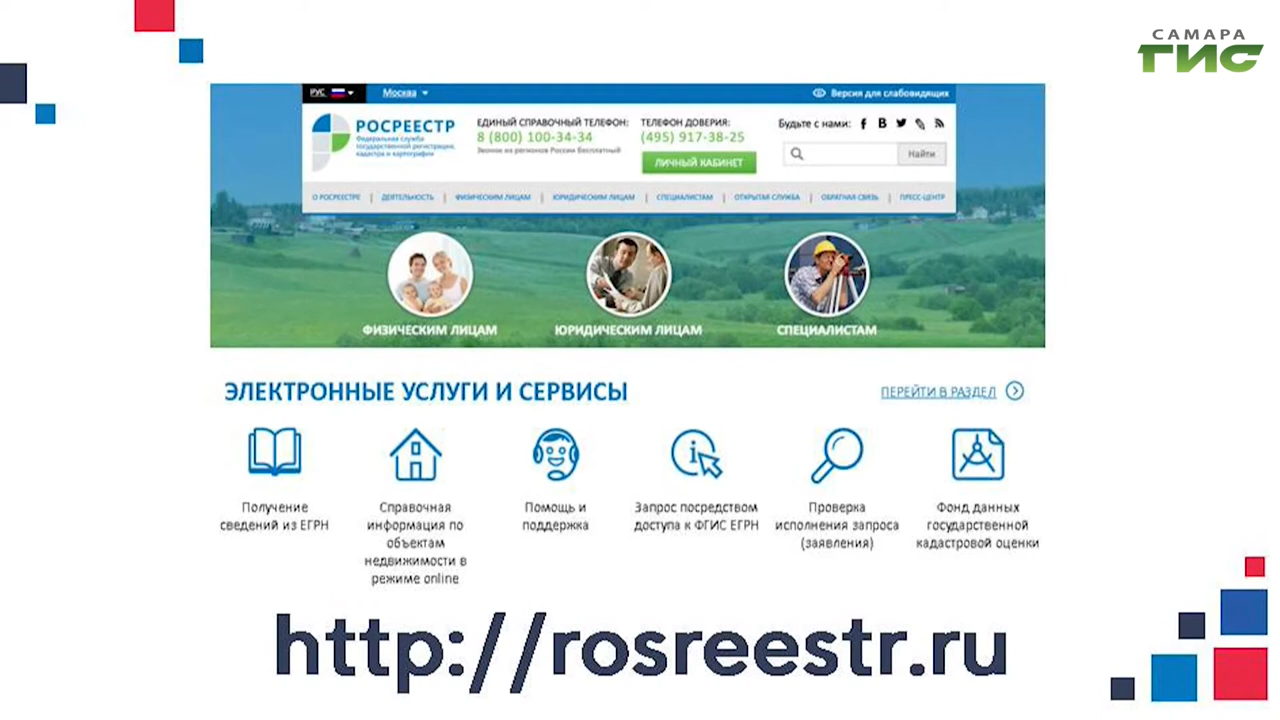 САМАРА
ГИС
РУС
Москва
Версия для слабовидящих
РОСРЕЕСТР
Федеральная служба
государственной регистрации,
кадастра и картографии
ЕДИНЫЙ СПРАВОЧНЫЙ ТЕЛЕФОН:
8 (800) 100-34-34
Звонок из регионов России бесплатный
ТЕЛЕФОН ДОВЕРИЯ:
(495) 917-38-25
ЛИЧНЫЙ КАБИНЕТ
Будьте с нами:
Найти
О РОСРЕЕСТРЕ | ДЕЯТЕЛЬНОСТЬ | ФИЗИЧЕСКИМ ЛИЦАМ | ЮРИДИЧЕСКИМ ЛИЦАМ | СПЕЦИАЛИСТАМ | ОТКРЫТАЯ СЛУЖБА | ОБРАТНАЯ СВЯЗЬ | ПРЕСС-ЦЕНТР
ФИЗИЧЕСКИМ ЛИЦАМ
ЮРИДИЧЕСКИМ ЛИЦАМ
СПЕЦИАЛИСТАМ
ЭЛЕКТРОННЫЕ УСЛУГИ И СЕРВИСЫ
ПЕРЕЙТИ В РАЗДЕЛ
Получение
сведений из ЕГРН
Справочная
информация по
объектам
недвижимости в
режиме online
Помощь и
поддержка
Запрос посредством
доступа к ФГИС ЕГРН
Проверка
исполнения запроса
(заявления)
Фонд данных
государственной
кадастровой оценки
http://rosreestr.ru